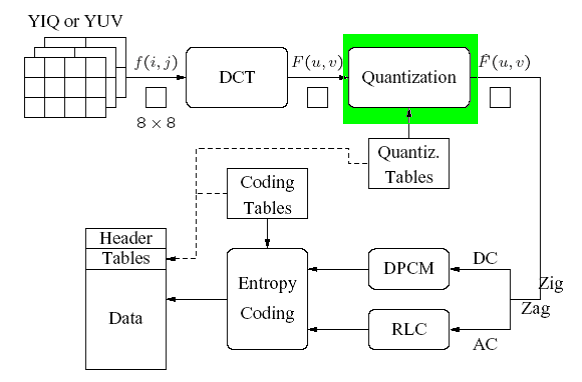 YIQ or YUV
f(i, j)
DCT
F(u, v)
Quantization
F̂(u, v)
8 × 8
Quantiz.
Tables
Coding
Tables
Header
Tables
Data
Entropy
Coding
DPCM
DC
Zig
Zag
RLC
AC